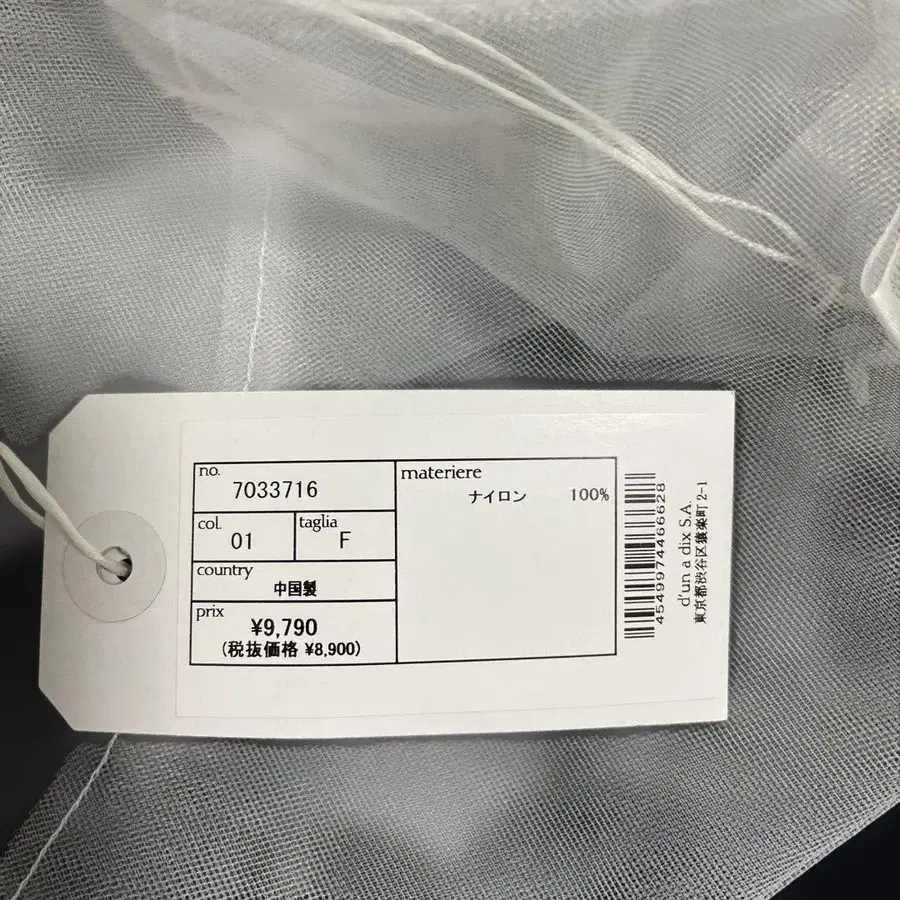 no.
7033716
col.
01
taglia
F
country
中国製
prix
¥9,790
(税抜価格 ¥8,900)
materiere
ナイロン 100%
4549974466628
d'un a dix S.A.
東京都渋谷区猿楽町 2-1